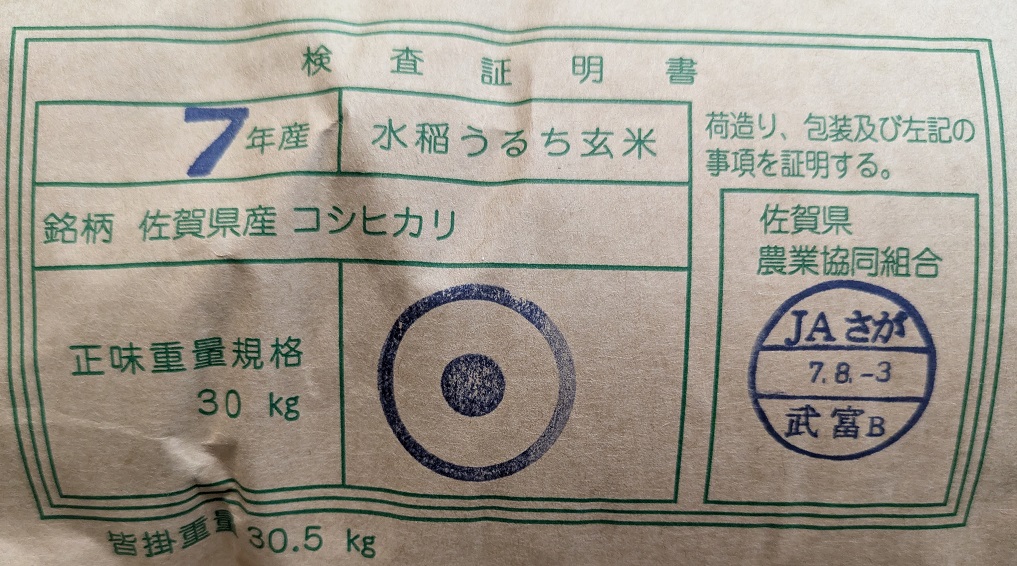 検査証明書
7年産
水稲うるち玄米
銘柄 佐賀県産 コシヒカリ
正味重量規格
30 kg
荷造り、包装及び左記の
事項を証明する。
佐賀県
農業協同組合
JAさが
7.8.-3
武富B
皆掛重量 30.5 kg